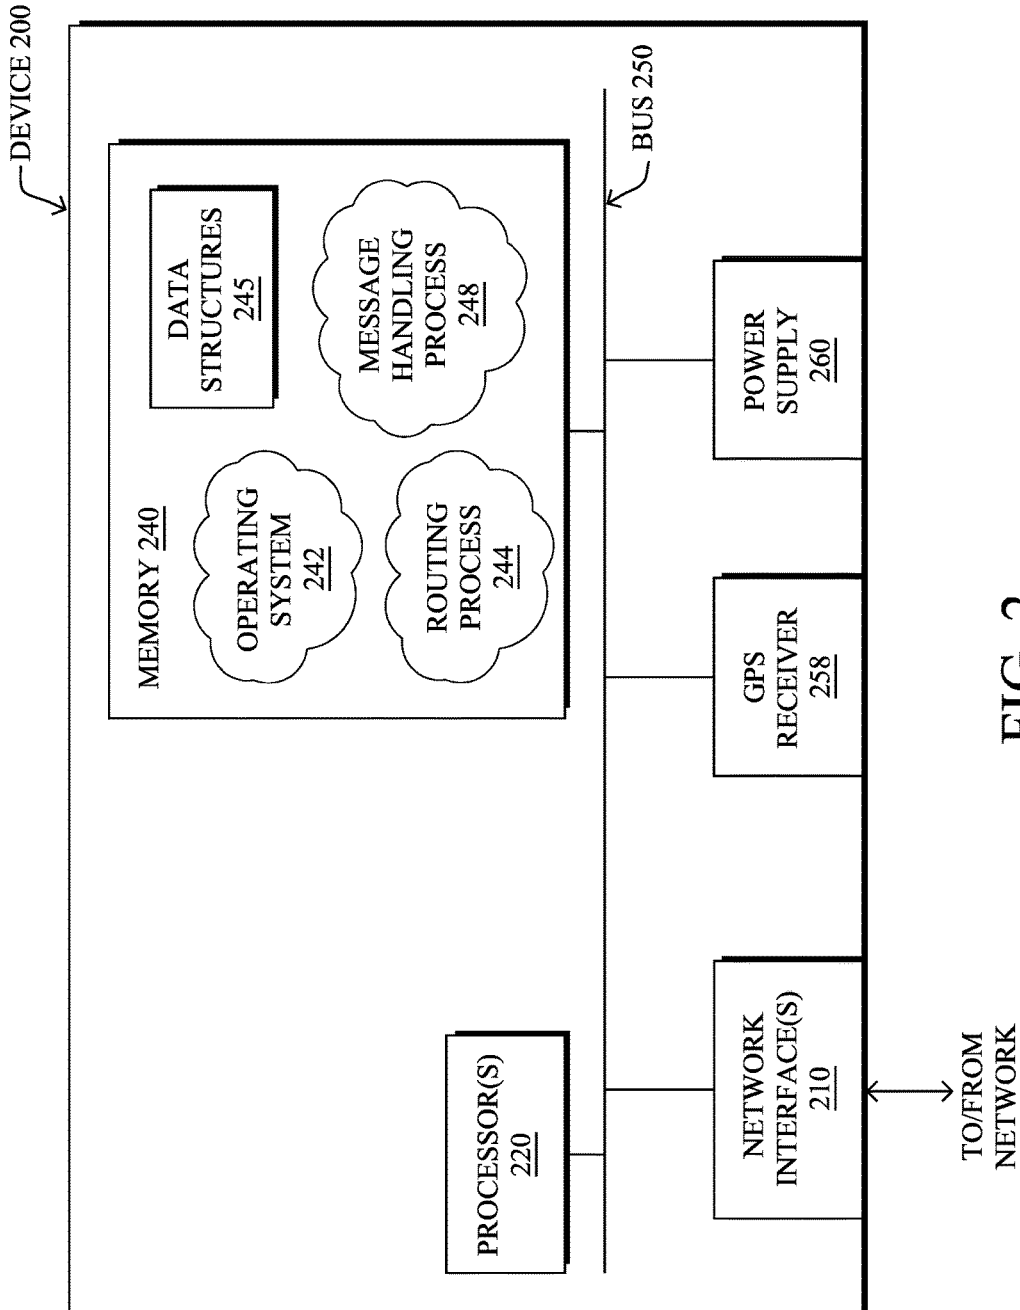 DEVICE 200
MEMORY 240
OPERATING
SYSTEM
242
DATA
STRUCTURES
245
ROUTING
PROCESS
244
MESSAGE
HANDLING
PROCESS
248
PROCESSOR(S)
220
BUS 250
NETWORK
INTERFACE(S)
210
GPS
RECEIVER
258
POWER
SUPPLY
260
TO/FROM
NETWORK
FIG.